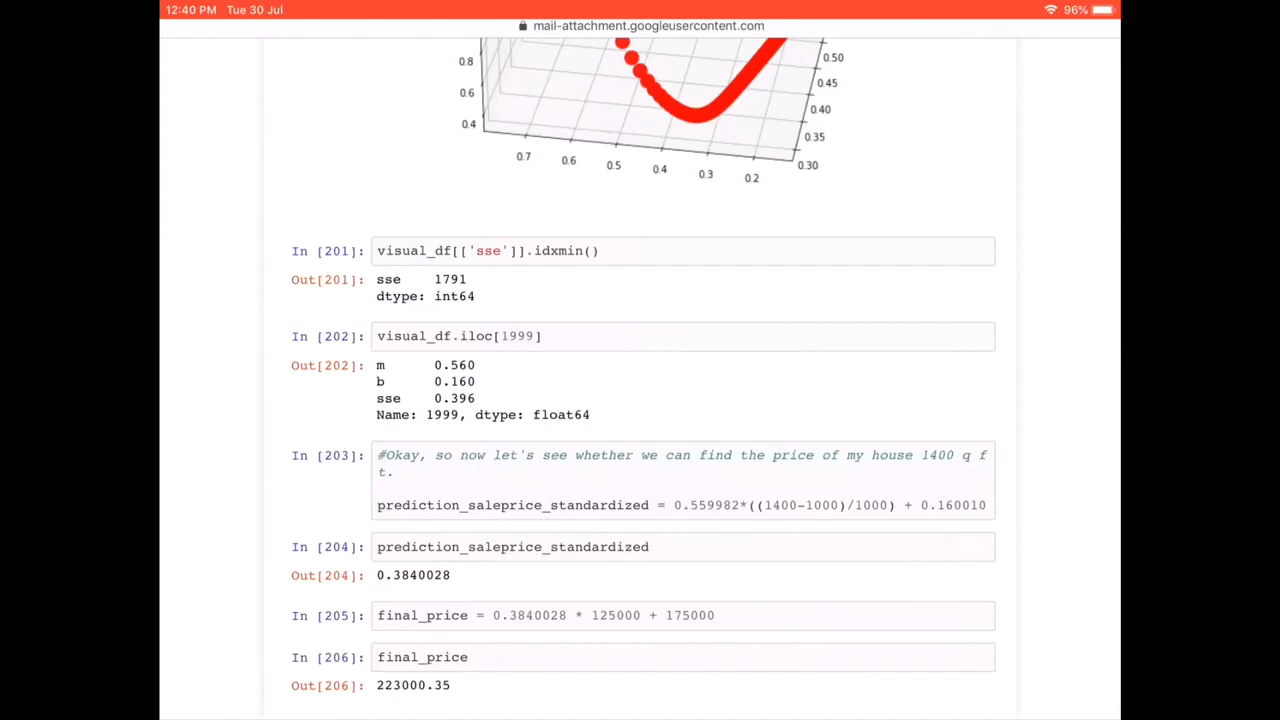 12:40 PM Tue 30 Jul 96%
mail-attachment.googleusercontent.com
0.8
0.6
0.4
0.50
0.45
0.40
0.35
0.30
0.7 0.6 0.5 0.4 0.3 0.2
In [201]: visual_df[['sse']].idxmin()
Out[201]: sse 1791
dtype: int64
In [202]: visual_df.iloc[1999]
Out[202]: m 0.560
b 0.160
sse 0.396
Name: 1999, dtype: float64
In [203]: #Okay, so now let's see whether we can find the price of my house 1400 q f
t.
prediction_saleprice_standardized = 0.559982*((1400-1000)/1000) + 0.160010
In [204]: prediction_saleprice_standardized
Out[204]: 0.3840028
In [205]: final_price = 0.3840028 * 125000 + 175000
In [206]: final_price
Out[206]: 223000.35